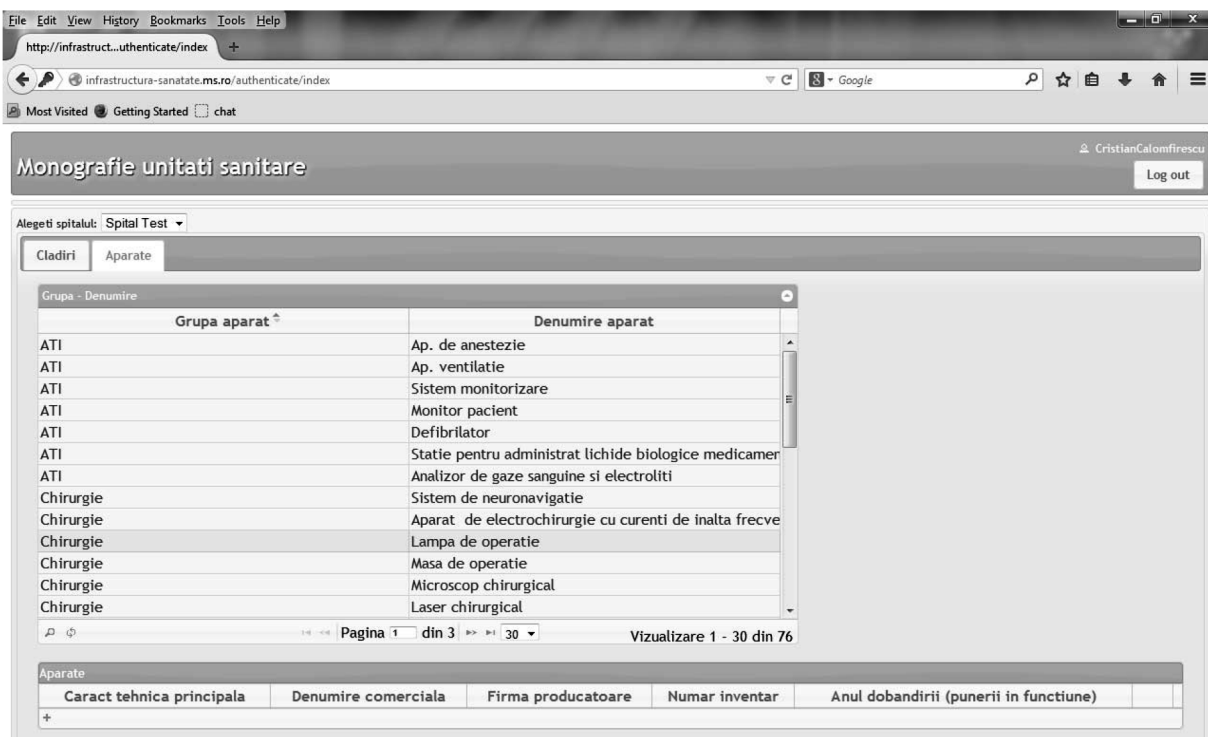 File Edit View History Bookmarks Tools Help
http://infrastruct...uthenticate/index +
infrastructura-sanatate.ms.ro/authenticate/index 8 Google
Most Visited Getting Started chat
CristianCalomfirescu
Monografie unitati sanitare
Log out
Alegeti spitalul: Spital Test
Cladiri Aparate
Grupa - Denumire
Grupa aparat Denumire aparat
ATI Ap. de anestezie
ATI Ap. ventilatie
ATI Sistem monitorizare
ATI Monitor pacient
ATI Defibrilator
ATI Statie pentru administrat lichide biologice medicamen
ATI Analizor de gaze sanguine si electroliti
Chirurgie Sistem de neuronavigatie
Chirurgie Aparat de electrochirurgie cu curenti de inalta frecve
Chirurgie Lampa de operatie
Chirurgie Masa de operatie
Chirurgie Microscop chirurgical
Chirurgie Laser chirurgical
Pagina 1 din 3 30 Vizualizare 1 - 30 din 76
Aparate
Caract tehnica principala Denumire comerciala Firma producatoare Numar inventar Anul dobandirii (punerii in functiune)
+